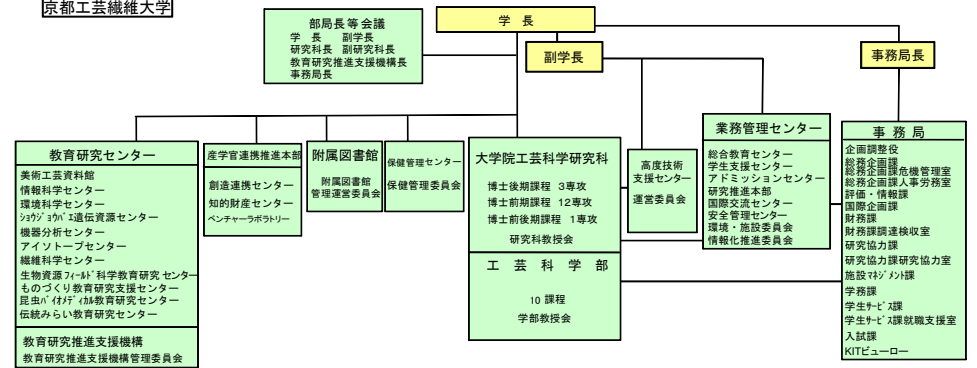 京都工芸繊維大学
学 長
部局長等会議
学 長 副学長
研究科長 副研究科長
教育研究推進支援機構長
事務局長
副学長
事務局長
教育研究センター
美術工芸資料館
情報科学センター
環境科学センター
ショウジョウバエ遺伝資源センター
機器分析センター
アイソトープセンター
繊維科学センター
生物資源フィールド科学教育研究センター
ものづくり教育研究支援センター
昆虫バイオメディカル教育研究センター
伝統みらい教育研究センター
教育研究推進支援機構
教育研究推進支援機構管理委員会
産学官連携推進本部
創造連携センター
知的財産センター
ベンチャーラボラトリー
附属図書館
附属図書館
管理運営委員会
保健管理センター
保健管理委員会
大学院工芸科学研究科
博士後期課程 3専攻
博士前期課程 12専攻
博士前後期課程 1専攻
研究科教授会
工 芸 科 学 部
10 課程
学部教授会
高度技術
支援センター
運営委員会
業務管理センター
総合教育センター
学生支援センター
アドミッションセンター
研究推進本部
国際交流センター
安全管理センター
環境・施設委員会
情報化推進委員会
事 務 局
企画調整役
総務企画課
総務企画課危機管理室
総務企画課人事労務室
評価・情報課
国際企画課
財務課
財務課調達検収室
研究協力課
研究協力課研究協力室
施設マネジメント課
学務課
学生サービス課
学生サービス課就職支援室
入試課
KITビューロー